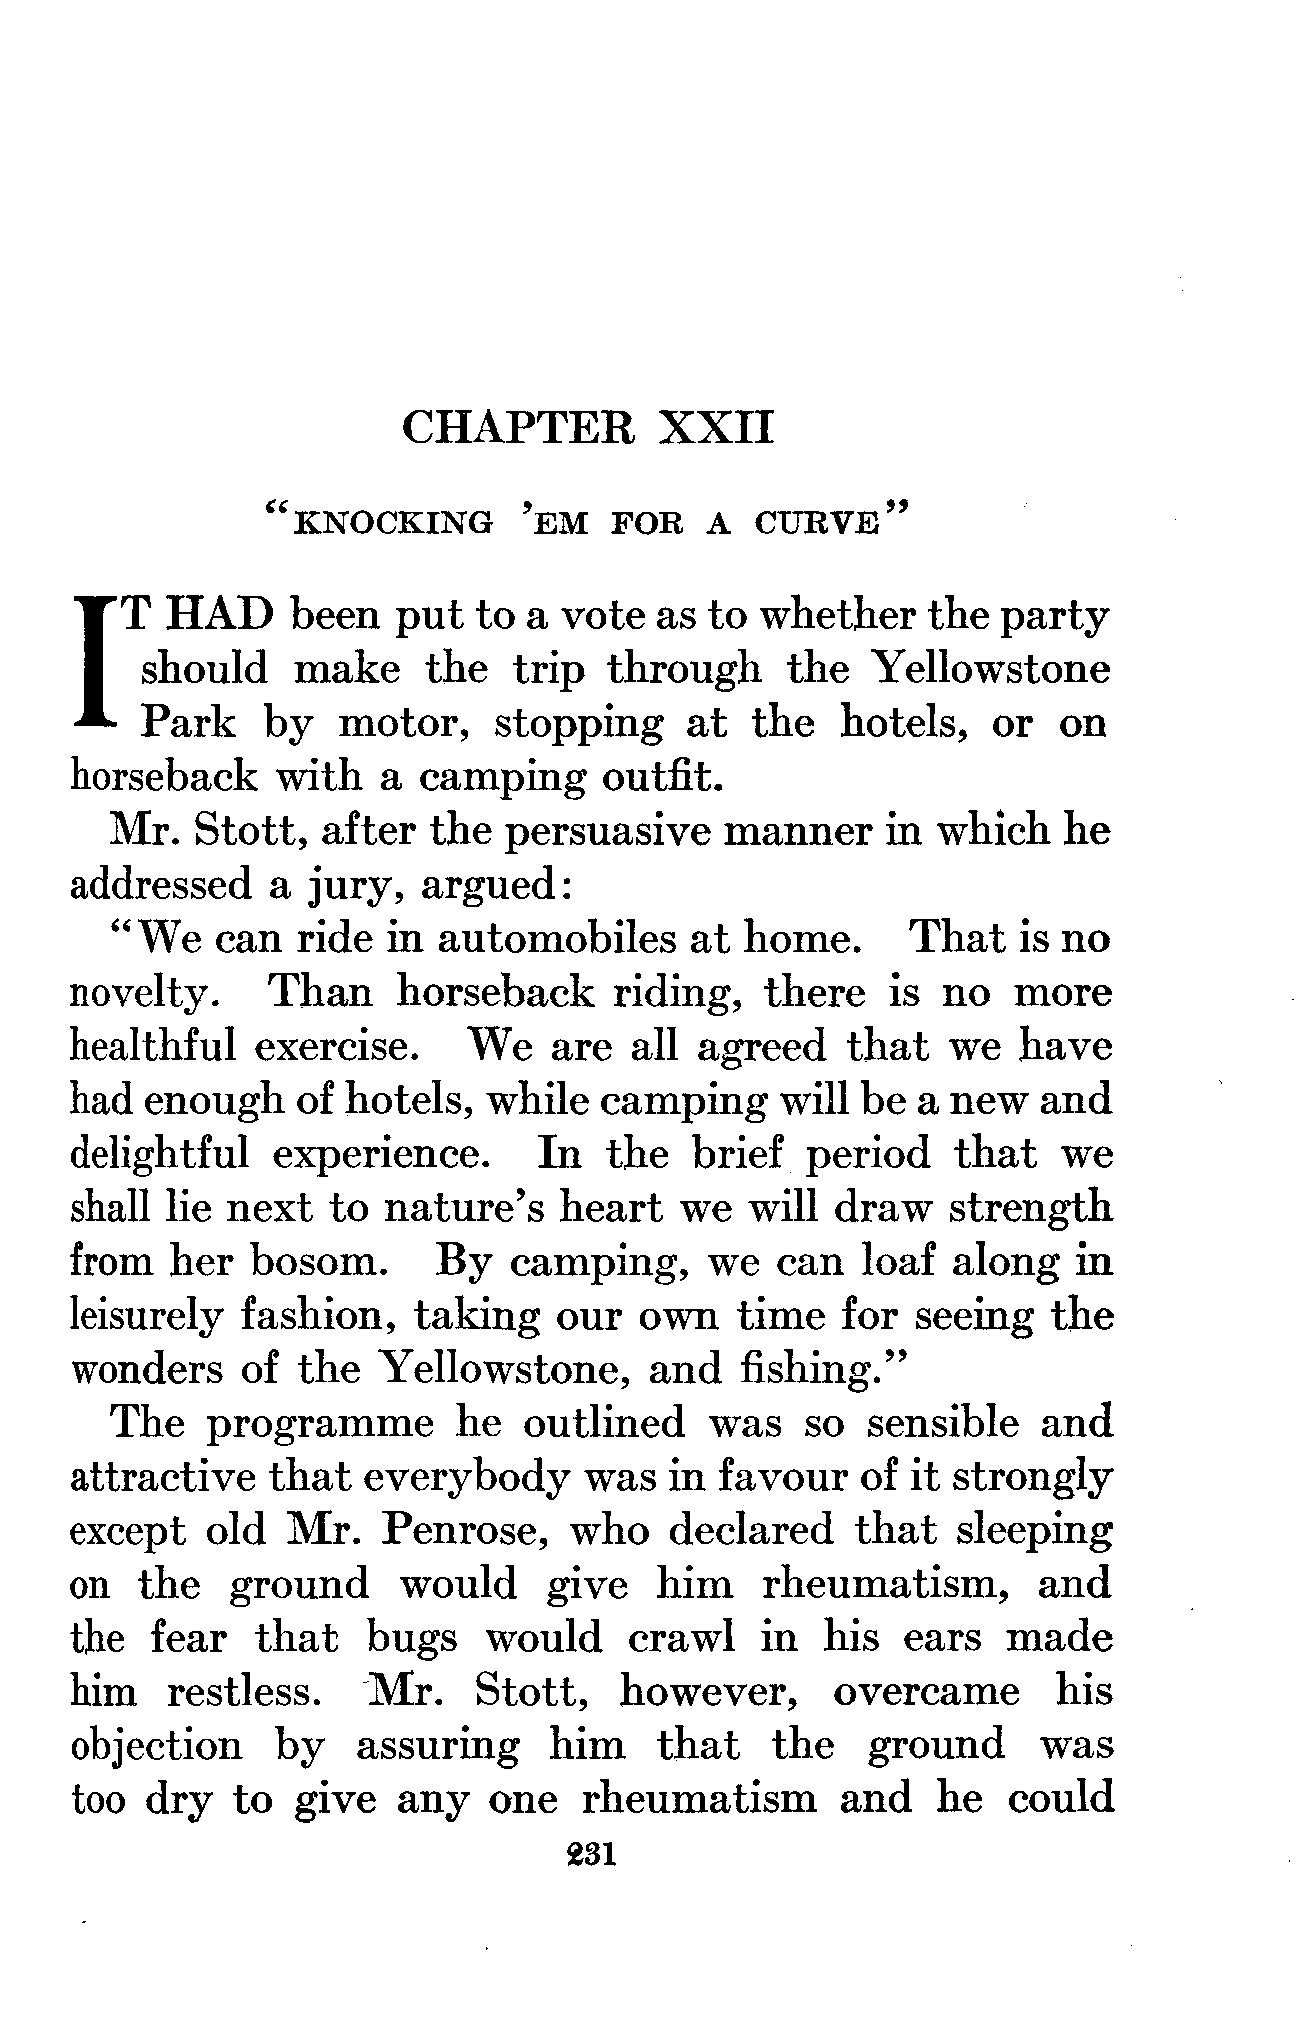 CHAPTER XXII
“KNOCKING ’EM FOR A CURVE”
IT HAD been put to a vote as to whether the party
should make the trip through the Yellowstone
Park by motor, stopping at the hotels, or on
horseback with a camping outfit.
Mr. Stott, after the persuasive manner in which he
addressed a jury, argued:
“We can ride in automobiles at home. That is no
novelty. Than horseback riding, there is no more
healthful exercise. We are all agreed that we have
had enough of hotels, while camping will be a new and
delightful experience. In the brief period that we
shall lie next to nature’s heart we will draw strength
from her bosom. By camping, we can loaf along in
leisurely fashion, taking our own time for seeing the
wonders of the Yellowstone, and fishing.”
The programme he outlined was so sensible and
attractive that everybody was in favour of it strongly
except old Mr. Penrose, who declared that sleeping
on the ground would give him rheumatism, and
the fear that bugs would crawl in his ears made
him restless. Mr. Stott, however, overcame his
objection by assuring him that the ground was
too dry to give any one rheumatism and he could
231